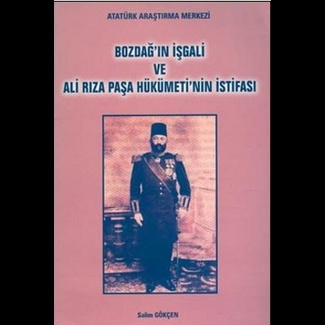 ATATÜRK ARAŞTIRMA MERKEZİ
BOZDAĞ'IN İŞGALİ
VE
ALİ RIZA PAŞA HÜKÜMETİ'NİN İSTİFASI
Salim GÖKÇEN